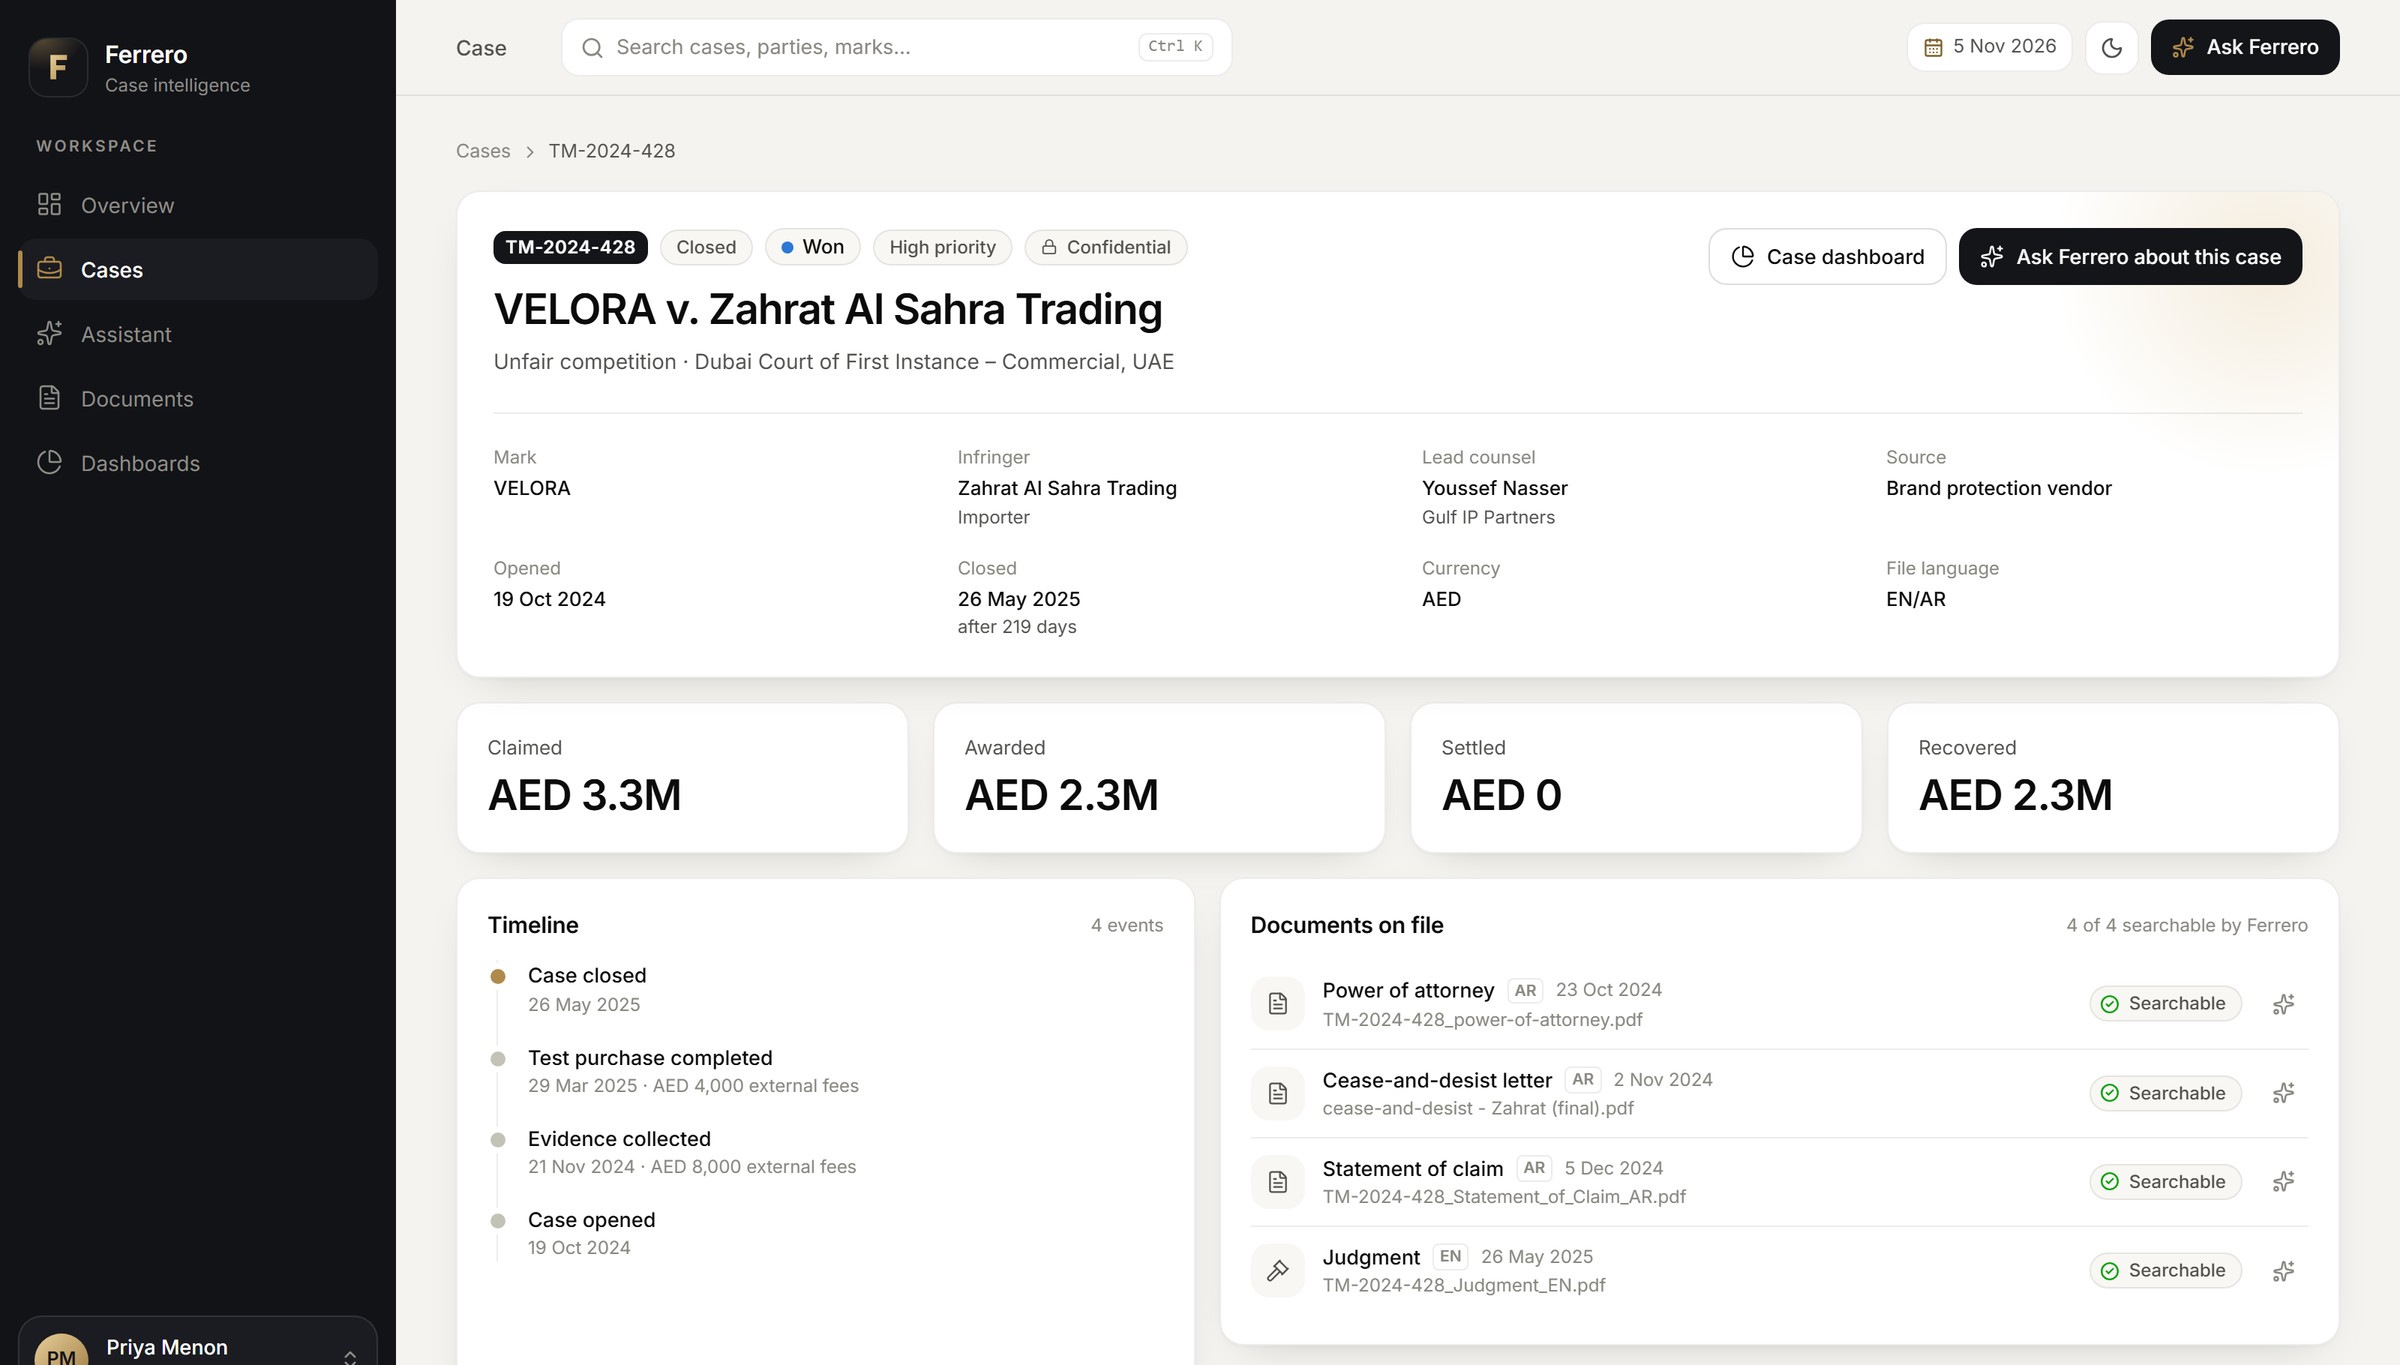 F
Ferrero
Case intelligence
WORKSPACE
Overview
Cases
Assistant
Documents
Dashboards
PM
Priya Menon
Case
Search cases, parties, marks...
Ctrl K
5 Nov 2026
Ask Ferrero
Cases > TM-2024-428
TM-2024-428 Closed Won High priority Confidential
Case dashboard
Ask Ferrero about this case
VELORA v. Zahrat Al Sahra Trading
Unfair competition · Dubai Court of First Instance – Commercial, UAE
Mark
VELORA
Infringer
Zahrat Al Sahra Trading
Importer
Lead counsel
Youssef Nasser
Gulf IP Partners
Source
Brand protection vendor
Opened
19 Oct 2024
Closed
26 May 2025
after 219 days
Currency
AED
File language
EN/AR
Claimed
AED 3.3M
Awarded
AED 2.3M
Settled
AED 0
Recovered
AED 2.3M
Timeline
4 events
Case closed
26 May 2025
Test purchase completed
29 Mar 2025 · AED 4,000 external fees
Evidence collected
21 Nov 2024 · AED 8,000 external fees
Case opened
19 Oct 2024
Documents on file
4 of 4 searchable by Ferrero
Power of attorney AR 23 Oct 2024
TM-2024-428_power-of-attorney.pdf
Searchable
Cease-and-desist letter AR 2 Nov 2024
cease-and-desist - Zahrat (final).pdf
Searchable
Statement of claim AR 5 Dec 2024
TM-2024-428_Statement_of_Claim_AR.pdf
Searchable
Judgment EN 26 May 2025
TM-2024-428_Judgment_EN.pdf
Searchable